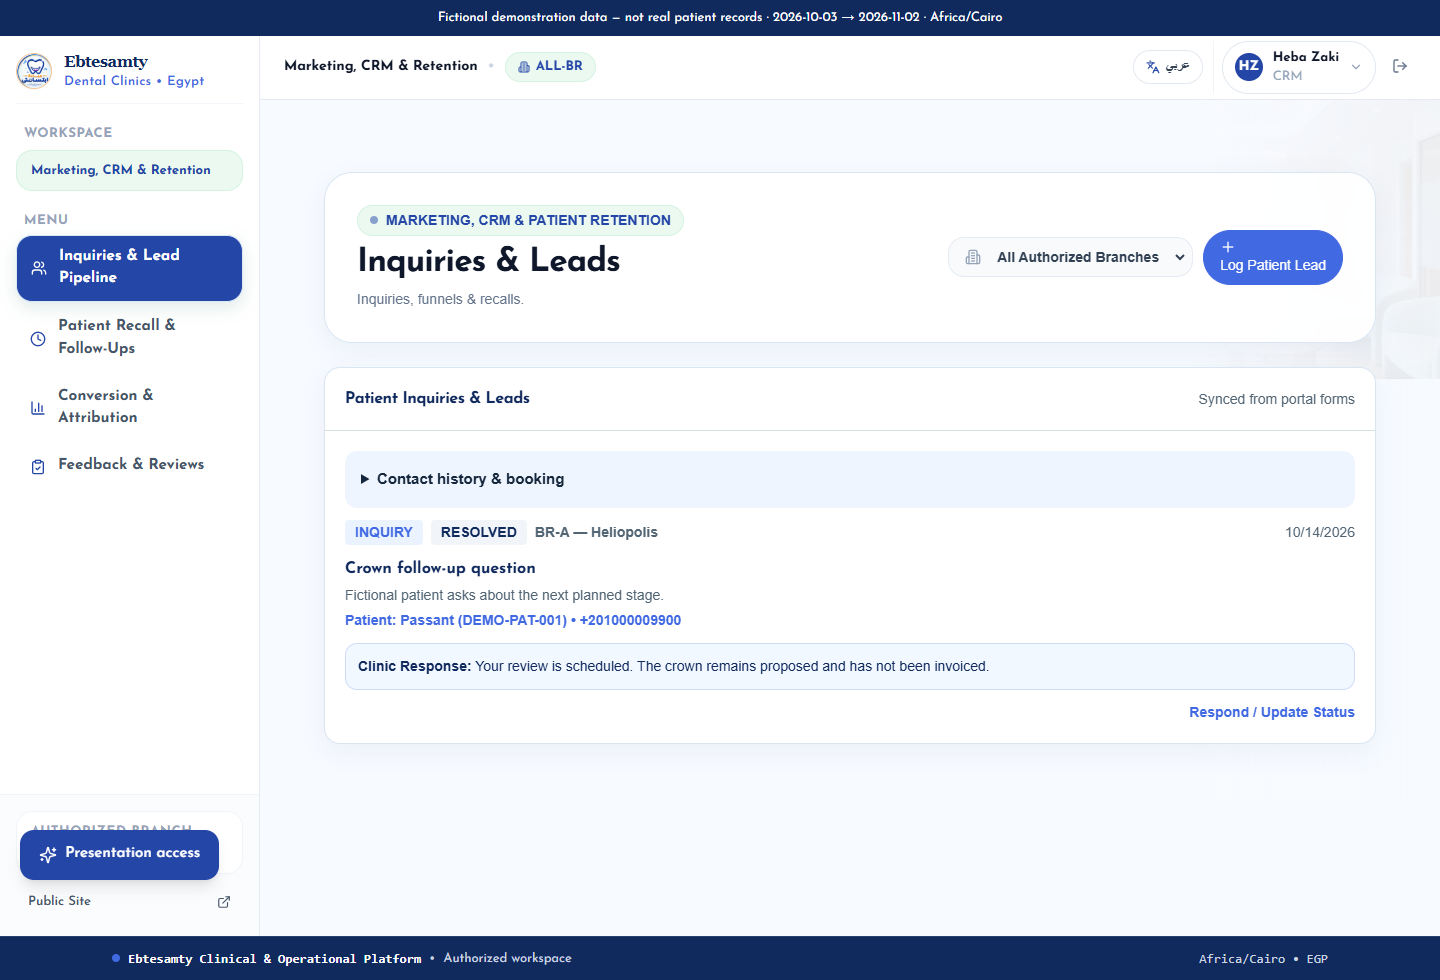 Fictional demonstration data — not real patient records · 2026-10-03 → 2026-11-02 · Africa/Cairo
Ebtesamty
Dental Clinics • Egypt
Marketing, CRM & Retention
•
ALL-BR
عربي
HZ
Heba Zaki
CRM
WORKSPACE
Marketing, CRM & Retention
MENU
Inquiries & Lead
Pipeline
Patient Recall &
Follow-Ups
Conversion &
Attribution
Feedback & Reviews
AUTHORIZED BRANCH
Presentation access
Public Site
MARKETING, CRM & PATIENT RETENTION
Inquiries & Leads
Inquiries, funnels & recalls.
All Authorized Branches
Log Patient Lead
Patient Inquiries & Leads
Synced from portal forms
Contact history & booking
INQUIRY RESOLVED BR-A — Heliopolis
10/14/2026
Crown follow-up question
Fictional patient asks about the next planned stage.
Patient: Passant (DEMO-PAT-001) • +201000009900
Clinic Response: Your review is scheduled. The crown remains proposed and has not been invoiced.
Respond / Update Status
Ebtesamty Clinical & Operational Platform • Authorized workspace
Africa/Cairo • EGP